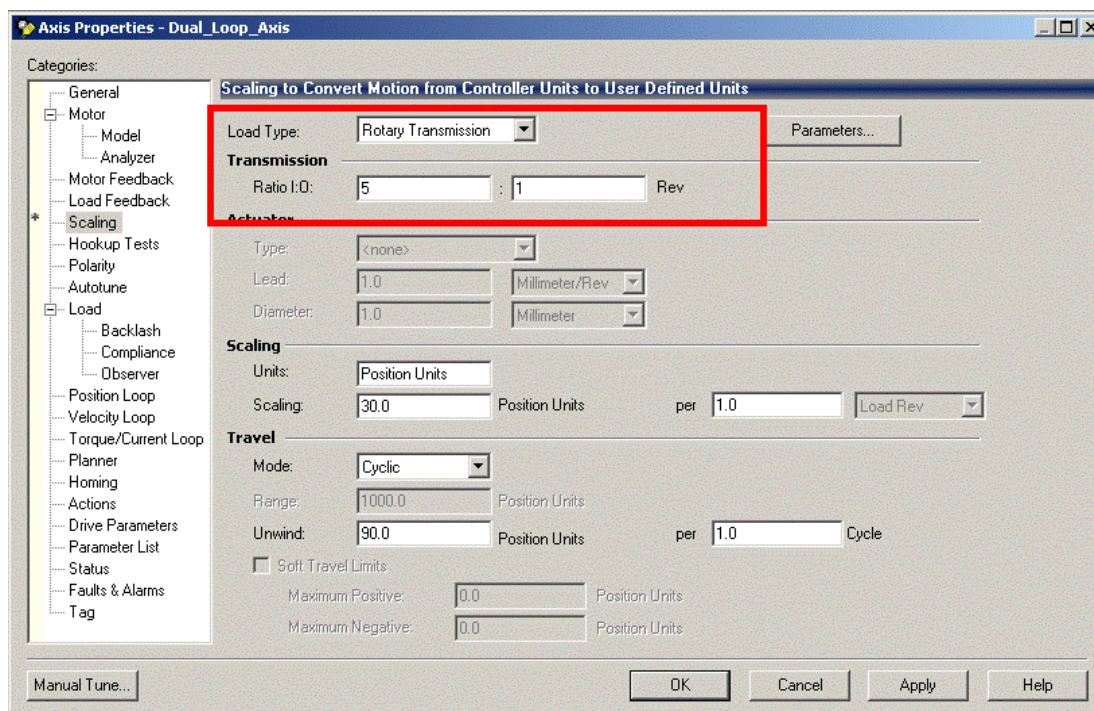 Axis Properties - Dual_Loop_Axis
Categories:
General
Motor
Model
Analyzer
Motor Feedback
Load Feedback
* Scaling
Hookup Tests
Polarity
Autotune
Load
Backlash
Compliance
Observer
Position Loop
Velocity Loop
Torque/Current Loop
Planner
Homing
Actions
Drive Parameters
Parameter List
Status
Faults & Alarms
Tag
Scaling to Convert Motion from Controller Units to User Defined Units
Load Type: Rotary Transmission Parameters...
Transmission
Ratio I:O: 5 : 1 Rev
Actuator
Type: <none>
Lead: 1.0 Millimeter/Rev
Diameter: 1.0 Millimeter
Scaling
Units: Position Units
Scaling: 30.0 Position Units per 1.0 Load Rev
Travel
Mode: Cyclic
Range: 1000.0 Position Units
Unwind: 90.0 Position Units per 1.0 Cycle
Soft Travel Limits
Maximum Positive: 0.0 Position Units
Maximum Negative: 0.0 Position Units
Manual Tune... OK Cancel Apply Help